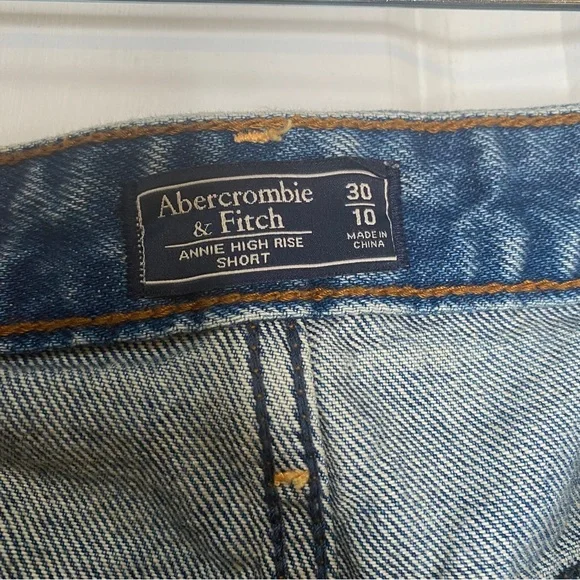 Abercrombie
& Fitch
ANNIE HIGH RISE
SHORT
30
10
MADE IN
CHINA